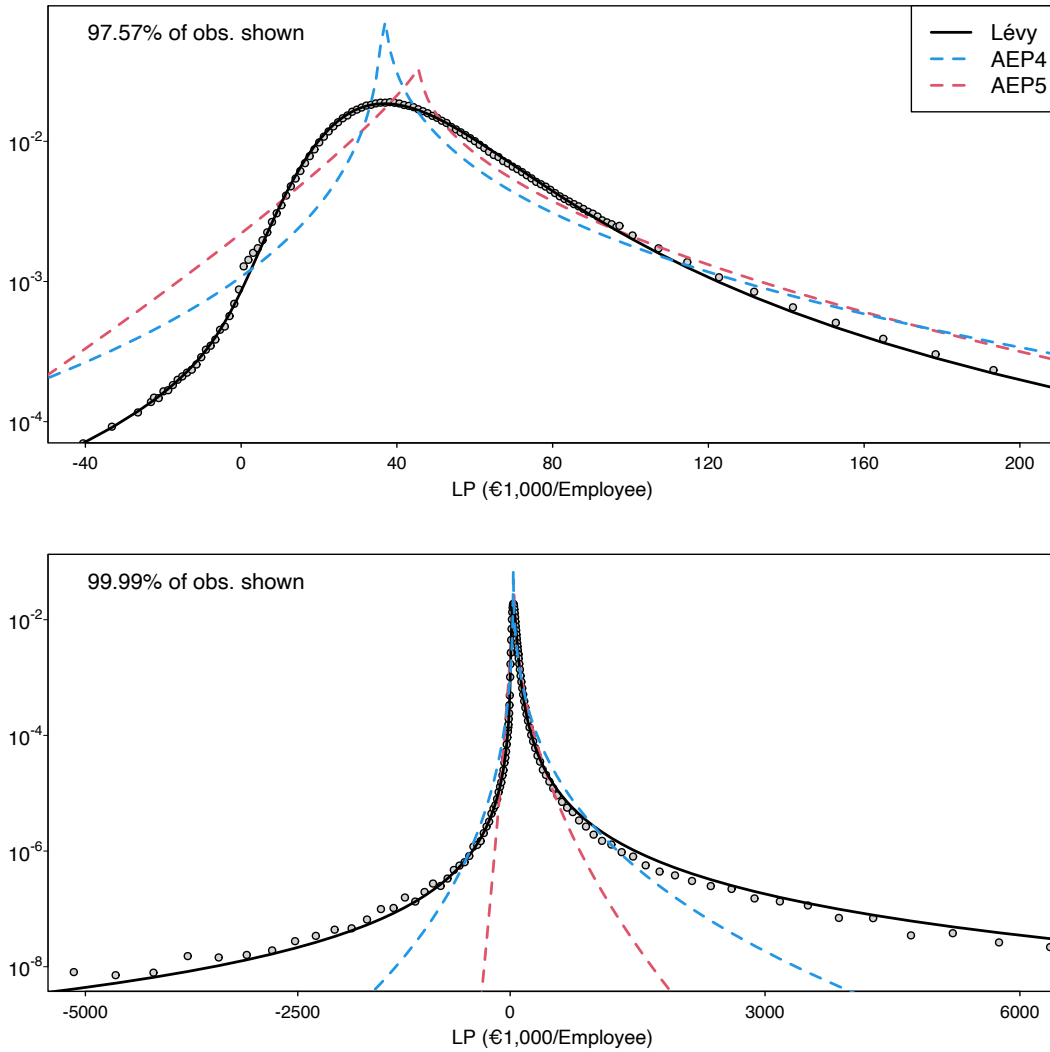 97.57% of obs. shown
Lévy
AEP4
AEP5
10^-2
10^-3
10^-4
-40 0 40 80 120 160 200
LP (€1,000/Employee)
99.99% of obs. shown
10^-2
10^-4
10^-6
10^-8
-5000 -2500 0 3000 6000
LP (€1,000/Employee)